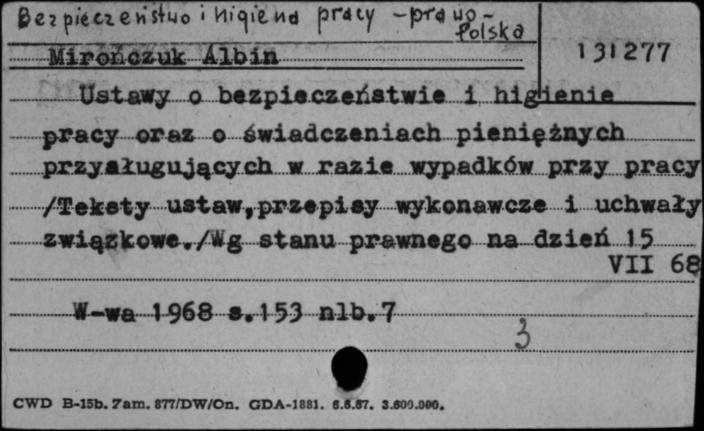 Bezpieczeństwo i higiena pracy - prawo -
Polska
131277
Mirończuk Albin
Ustawy o bezpieczeństwie i higienie
pracy oraz o świadczeniach pieniężnych
przysługujących w razie wypadków przy pracy
/Teksty ustaw,przepisy wykonawcze i uchwały
związkowe./Wg stanu prawnego na dzień 15
VII 68
W-wa 1968 s.153 nlb.7
3
CWD B-15b. Zam. 877/DW/On. GDA-1881. 6.6.67. 3.600.000.